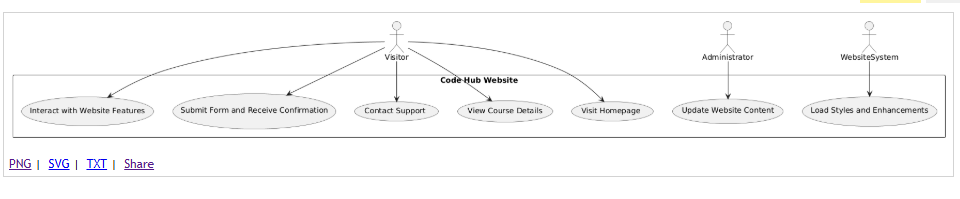 Visitor Administrator WebsiteSystem
Code Hub Website
Interact with Website Features Submit Form and Receive Confirmation Contact Support View Course Details Visit Homepage Update Website Content Load Styles and Enhancements
PNG | SVG | TXT | Share